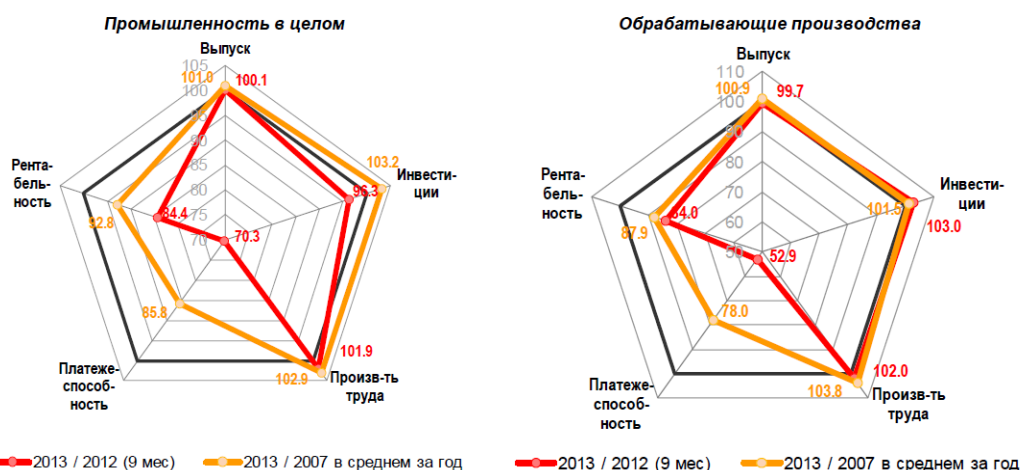 Промышленность в целом
Выпуск
105
101.0
100.1
100
95
90
85
80
75
70
103.2
Инвести-
ции
96.3
Рента-
бель-
ность
84.4
92.8
70.3
85.8
Платеже-
способ-
ность
101.9
102.9
Произв-ть
труда
2013 / 2012 (9 мес)
2013 / 2007 в среднем за год
Обрабатывающие производства
Выпуск
110
100.9
99.7
100
90
80
70
60
50
Инвести-
ции
101.5
103.0
Рента-
бель-
ность
84.0
87.9
52.9
78.0
Платеже-
способ-
ность
102.0
103.8
Произв-ть
труда
2013 / 2012 (9 мес)
2013 / 2007 в среднем за год